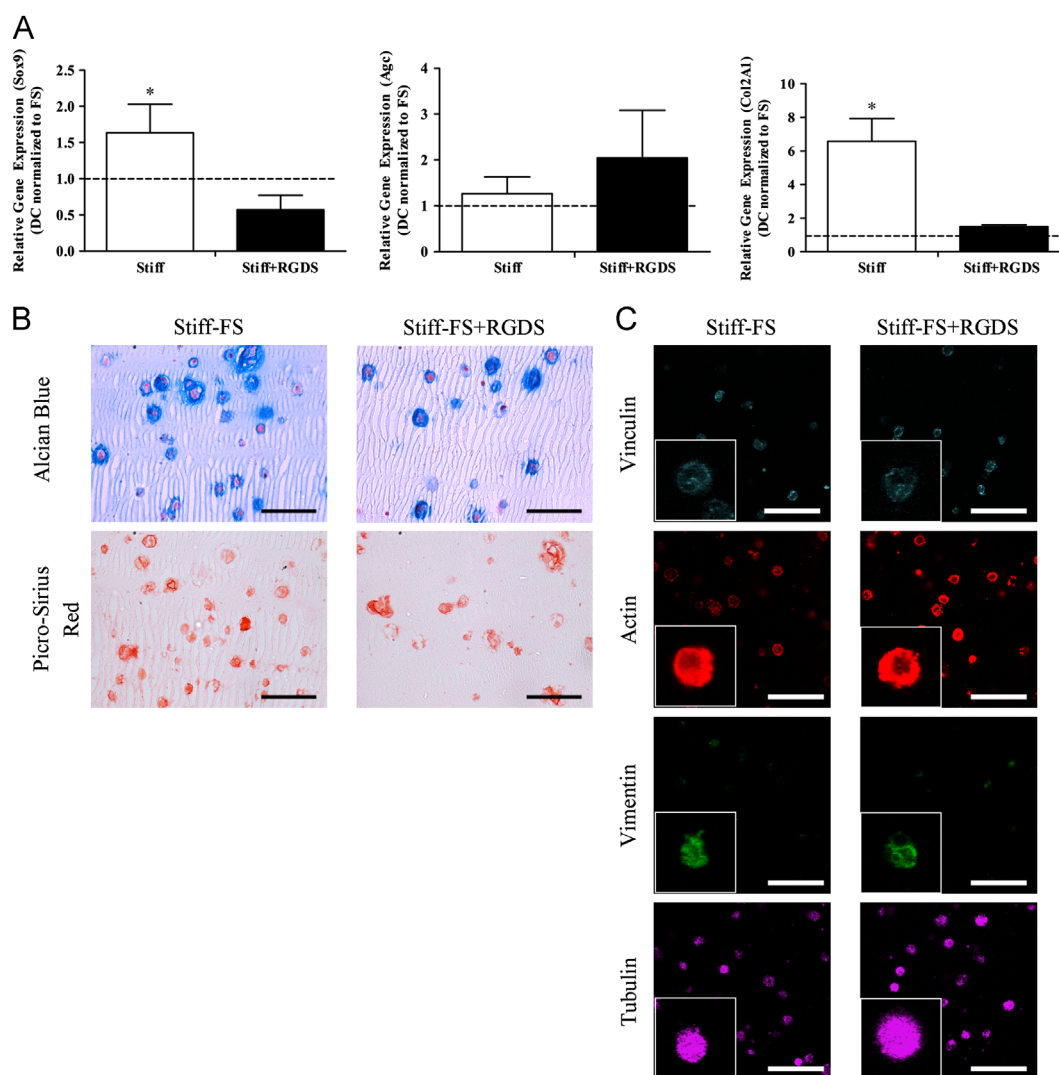 A
Relative Gene Expression (Sox9)
(DC normalized to FS)
2.5
2.0
1.5
1.0
0.5
0.0
*
Stiff
Stiff+RGDS
Relative Gene Expression (Agc)
(DC normalized to FS)
4
3
2
1
0
Stiff
Stiff+RGDS
Relative Gene Expression (Col2A1)
(DC normalized to FS)
10
8
6
4
2
0
*
Stiff
Stiff+RGDS
B
Stiff-FS
Stiff-FS+RGDS
Alcian Blue
Picro-Sirius
Red
C
Stiff-FS
Stiff-FS+RGDS
Vinculin
Actin
Vimentin
Tubulin